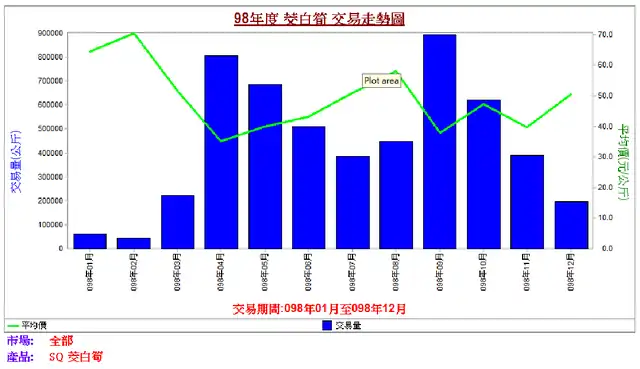 98年度 茭白筍 交易走勢圖
900000
800000
700000
600000
500000
400000
300000
200000
100000
0
交易量(公斤)
70.0
60.0
50.0
40.0
30.0
20.0
10.0
0.0
平均價(元/公斤)
Plot area
098年01月
098年02月
098年03月
098年04月
098年05月
098年06月
098年07月
098年08月
098年09月
098年10月
098年11月
098年12月
交易期間:098年01月至098年12月
平均價 交易量
市場: 全部
產品: SQ 茭白筍